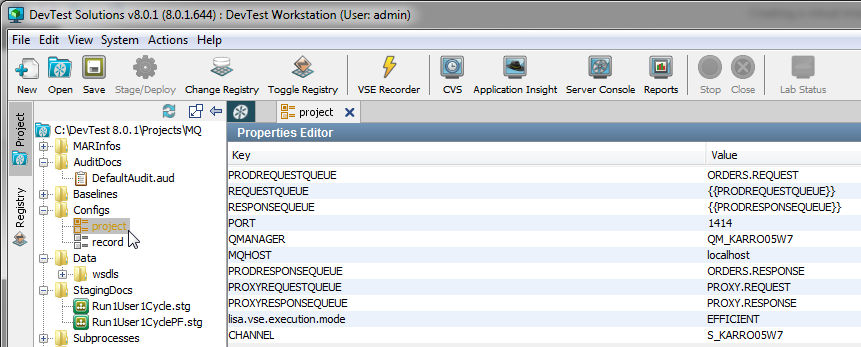 DevTest Solutions v8.0.1 (8.0.1.644) : DevTest Workstation (User: admin)
File Edit View System Actions Help
New Open Save Stage/Deploy Change Registry Toggle Registry VSE Recorder CVS Application Insight Server Console Reports Stop Close Lab Status
Project
Registry
C:\DevTest 8.0.1\Projects\MQ
MARInfos
AuditDocs
DefaultAudit.aud
Baselines
Configs
project
record
Data
wsdls
StagingDocs
Run1User1Cycle.stg
Run1User1CyclePF.stg
Subprocesses
project
Properties Editor
Key Value
PRODREQUESTQUEUE ORDERS.REQUEST
REQUESTQUEUE {{PRODREQUESTQUEUE}}
RESPONSEQUEUE {{PRODRESPONSEQUEUE}}
PORT 1414
QMANAGER QM_KARRO05W7
MQHOST localhost
PRODRESPONSEQUEUE ORDERS.RESPONSE
PROXYREQUESTQUEUE PROXY.REQUEST
PROXYRESPONSEQUEUE PROXY.RESPONSE
lisa.vse.execution.mode EFFICIENT
CHANNEL S_KARRO05W7